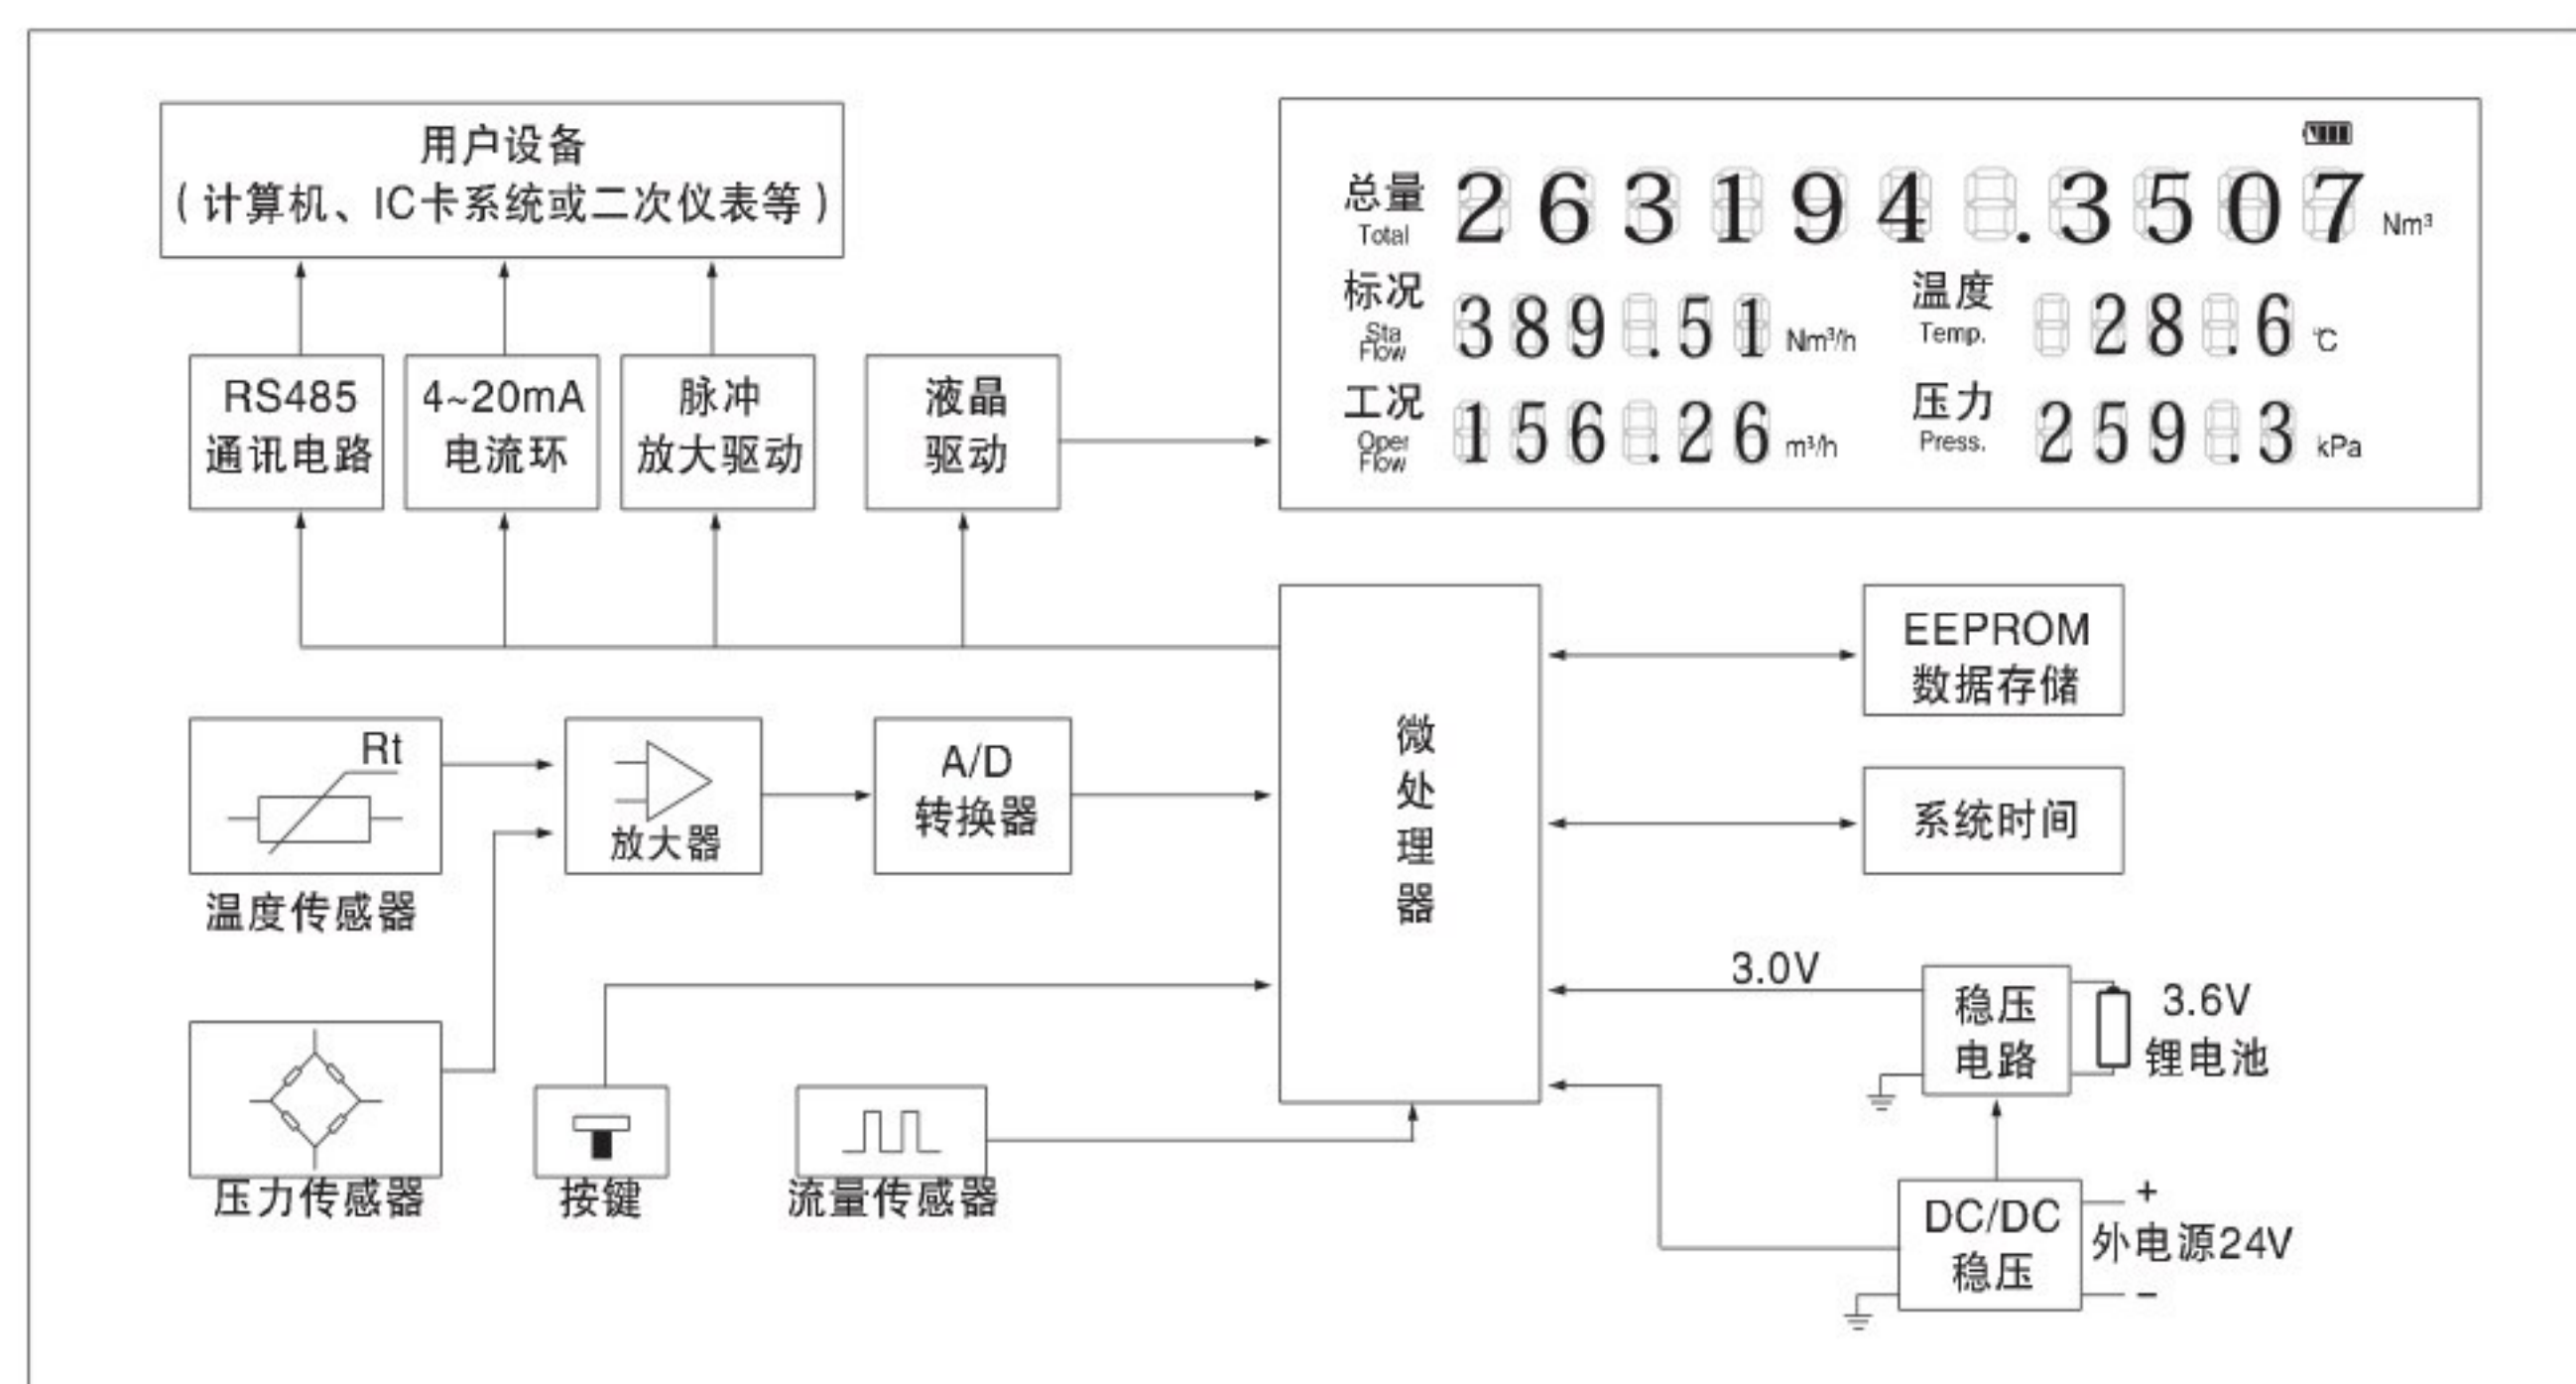 用户设备
（计算机、IC卡系统或二次仪表等）
RS485
通讯电路
4~20mA
电流环
脉冲
放大驱动
液晶
驱动
总量 263194.3507 Nm³
Total
标况 389.51 Nm³/h
Sta
Flow
温度 28.6 ℃
Temp.
工况 156.26 m³/h
Oper
Flow
压力 259.3 kPa
Press.
微处理器
EEPROM
数据存储
系统时间
Rt
温度传感器
放大器
A/D
转换器
压力传感器
按键
流量传感器
3.0V
稳压
电路
3.6V
锂电池
DC/DC
稳压
+
外电源24V
−